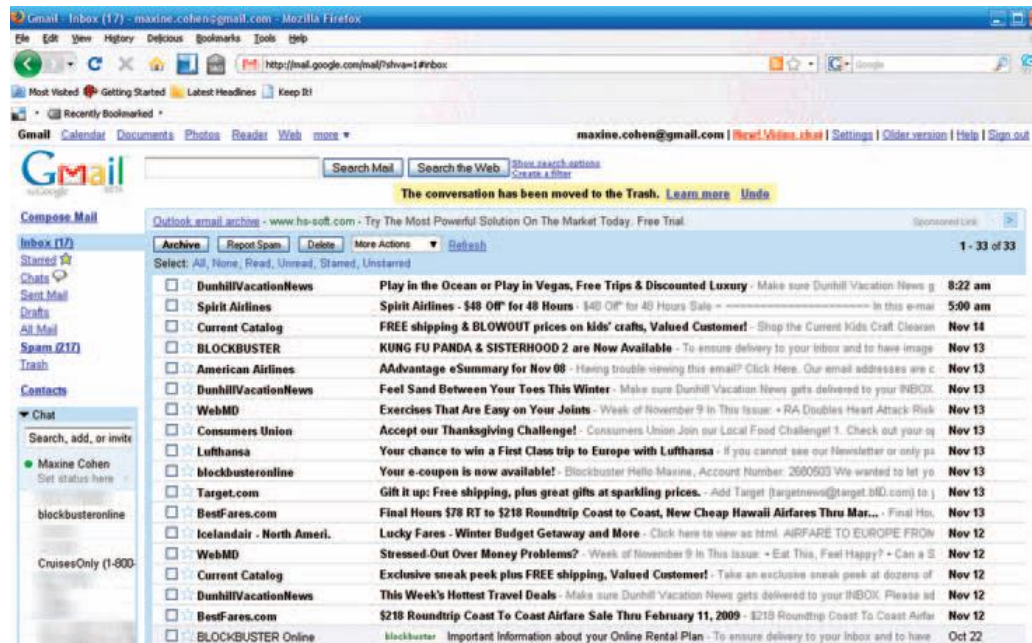 Gmail - Inbox (17) - maxine.cohen@gmail.com - Mozilla Firefox
File Edit View History Delicious Bookmarks Tools Help
http://mail.google.com/mail/?shva=1#inbox
Google
Most Visited Getting Started Latest Headlines Keep It!
Recently Bookmarked
Gmail Calendar Documents Photos Reader Web more
maxine.cohen@gmail.com | New! Video chat | Settings | Older version | Help | Sign out
Gmail
by Google BETA
Search Mail Search the Web Show search options
Create a filter
The conversation has been moved to the Trash. Learn more Undo
Compose Mail
Inbox (17)
Starred
Chats
Sent Mail
Drafts
All Mail
Spam (217)
Trash
Contacts
Chat
Search, add, or invite
Maxine Cohen
Set status here
blockbusteronline
CruisesOnly (1-800-
Outlook email archive - www.hs-soft.com - Try The Most Powerful Solution On The Market Today. Free Trial. Sponsored Link
Archive Report Spam Delete More Actions Refresh 1 - 33 of 33
Select: All, None, Read, Unread, Starred, Unstarred
DunhillVacationNews Play in the Ocean or Play in Vegas, Free Trips & Discounted Luxury - Make sure Dunhill Vacation News g 8:22 am
Spirit Airlines Spirit Airlines - $48 Off* for 48 Hours - $48 Off* for 48 Hours Sale - In this e-mai 5:00 am
Current Catalog FREE shipping & BLOWOUT prices on kids' crafts, Valued Customer! - Shop the Current Kids Craft Clearan Nov 14
BLOCKBUSTER KUNG FU PANDA & SISTERHOOD 2 are Now Available - To ensure delivery to your inbox and to have image Nov 13
American Airlines AAdvantage eSummary for Nov 08 - Having trouble viewing this email? Click Here. Our email addresses are c Nov 13
DunhillVacationNews Feel Sand Between Your Toes This Winter - Make sure Dunhill Vacation News gets delivered to your INBOX. Nov 13
WebMD Exercises That Are Easy on Your Joints - Week of November 9 In This Issue: • RA Doubles Heart Attack Risk Nov 13
Consumers Union Accept our Thanksgiving Challenge! - Consumers Union Join our Local Food Challenge! 1. Check out your Nov 13
Lufthansa Your chance to win a First Class trip to Europe with Lufthansa - If you cannot see our Newsletter or only pa Nov 13
blockbusteronline Your e-coupon is now available! - Blockbuster Hello Maxine, Account Number: 2680503 We wanted to let yo Nov 13
Target.com Gift it up: Free shipping, plus great gifts at sparkling prices. - Add Target (targetnews@target.bfi0.com) to Nov 13
BestFares.com Final Hours $78 RT to $218 Roundtrip Coast to Coast, New Cheap Hawaii Airfares Thru Mar... - Final Hou Nov 13
Icelandair - North Ameri. Lucky Fares - Winter Budget Getaway and More - Click here to view as html. AIRFARE TO EUROPE FROM Nov 12
WebMD Stressed-Out Over Money Problems? - Week of November 9 In This Issue: • Eat This, Feel Happy? • Can a S Nov 12
Current Catalog Exclusive sneak peek plus FREE shipping, Valued Customer! - Take an exclusive sneak peek at dozens of Nov 12
DunhillVacationNews This Week's Hottest Travel Deals - Make sure Dunhill Vacation News gets delivered to your INBOX. Please ad Nov 12
BestFares.com $218 Roundtrip Coast To Coast Airfare Sale Thru February 11, 2009 - $218 Roundtrip Coast To Coast Airfar Nov 12
BLOCKBUSTER Online blockbuster Important Information about your Online Rental Plan - To ensure delivery to your inbox and to have Oct 22